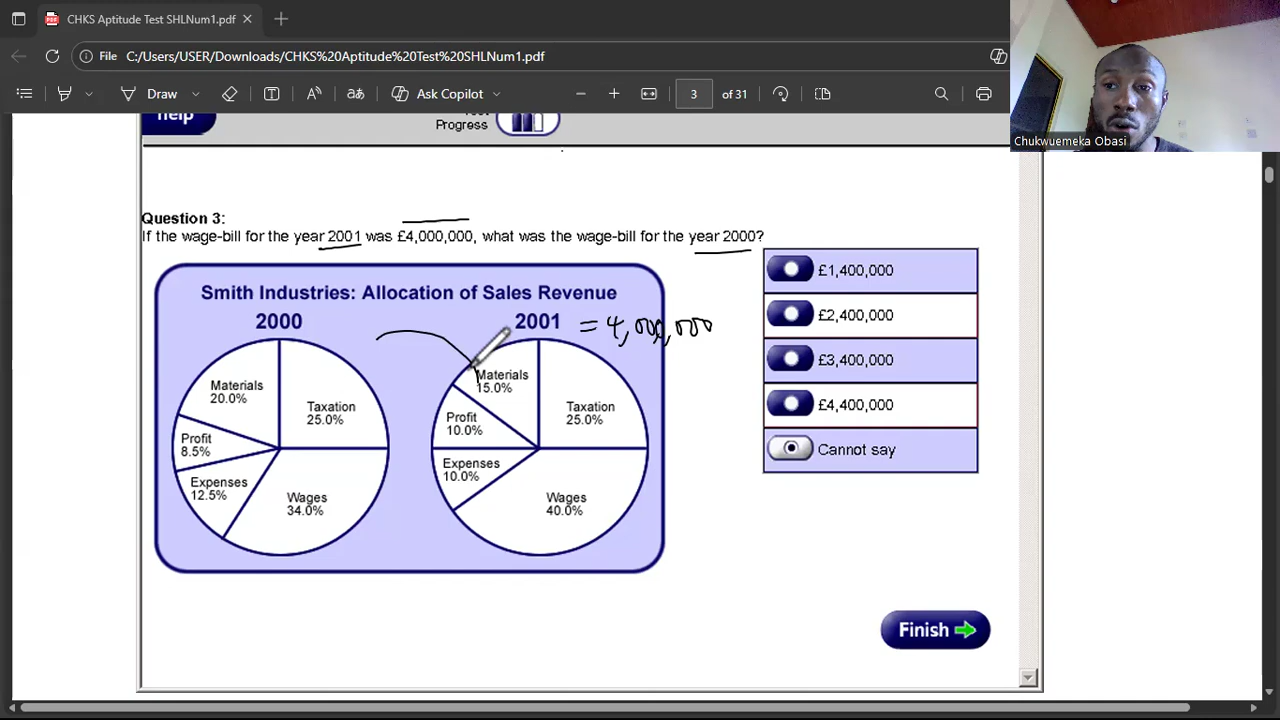 CHKS Aptitude Test SHLNum1.pdf
File C:/Users/USER/Downloads/CHKS%20Aptitude%20Test%20SHLNum1.pdf
Draw
aあ
Ask Copilot
3 of 31
Chukwuemeka Obasi
Help
Progress
Question 3:
If the wage-bill for the year 2001 was £4,000,000, what was the wage-bill for the year 2000?
Smith Industries: Allocation of Sales Revenue
2000
2001 = 4,000,000
Materials
20.0%
Taxation
25.0%
Profit
8.5%
Expenses
12.5%
Wages
34.0%
Materials
15.0%
Taxation
25.0%
Profit
10.0%
Expenses
10.0%
Wages
40.0%
£1,400,000
£2,400,000
£3,400,000
£4,400,000
Cannot say
Finish